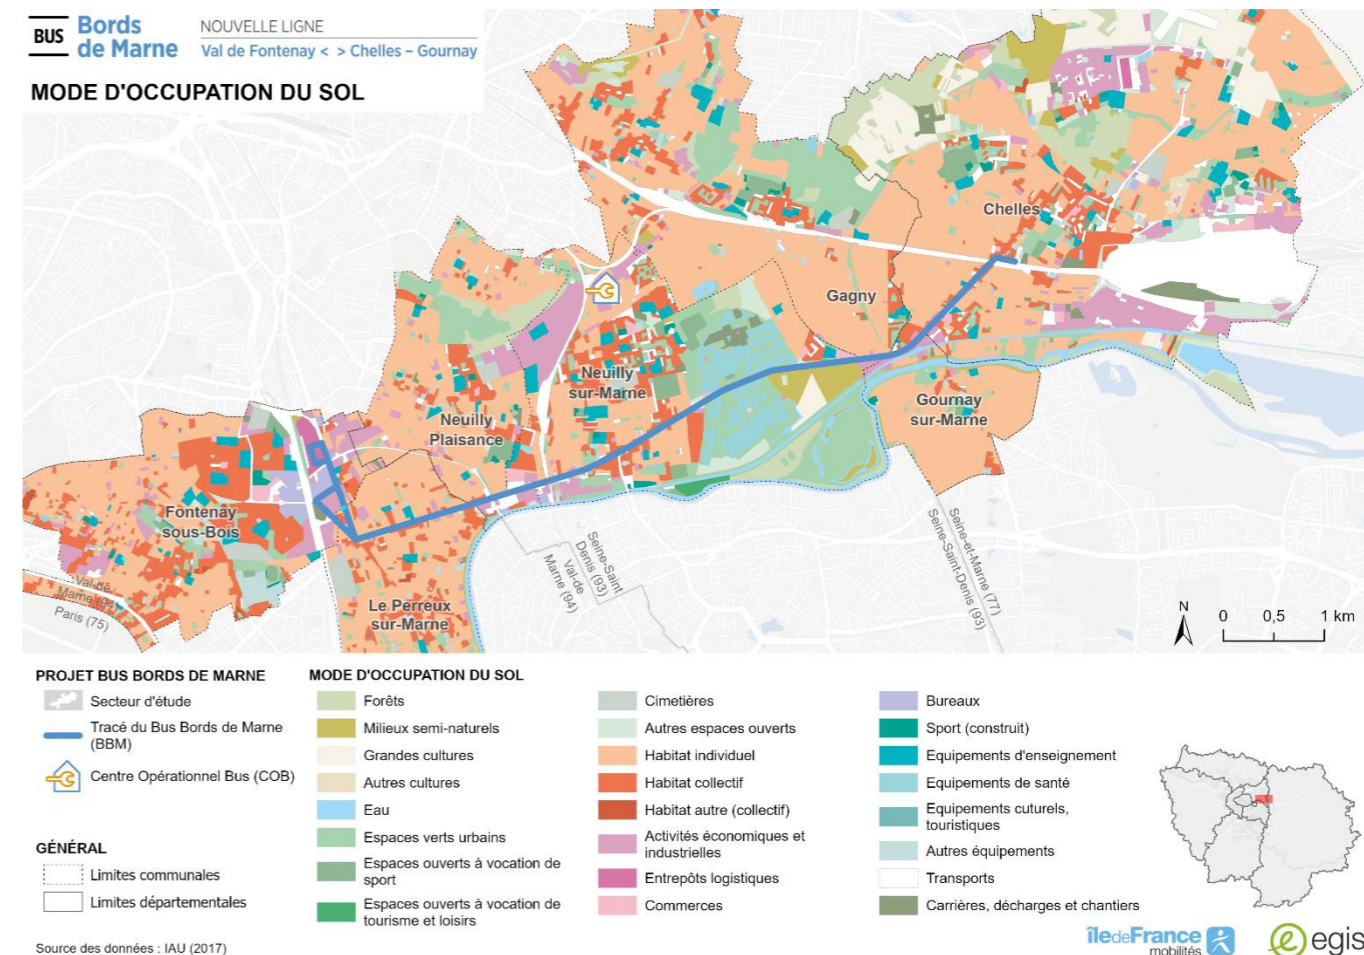 BUS
Bords
de Marne
NOUVELLE LIGNE
Val de Fontenay < > Chelles – Gournay
MODE D'OCCUPATION DU SOL
Chelles
Gagny
Neuilly
sur-Marne
Gournay
sur-Marne
Neuilly
Plaisance
Fontenay
sous-Bois
Le Perreux
sur-Marne
Val-de
Marne (94)
Paris (75)
Seine-Saint
Denis (93)
Val-de
Marne (94)
Seine-et-Marne (77)
Seine-Saint-Denis (93)
N
0 0,5 1 km
PROJET BUS BORDS DE MARNE
Secteur d'étude
Tracé du Bus Bords de Marne
(BBM)
Centre Opérationnel Bus (COB)
GÉNÉRAL
Limites communales
Limites départementales
MODE D'OCCUPATION DU SOL
Forêts
Milieux semi-naturels
Grandes cultures
Autres cultures
Eau
Espaces verts urbains
Espaces ouverts à vocation de
sport
Espaces ouverts à vocation de
tourisme et loisirs
Cimetières
Autres espaces ouverts
Habitat individuel
Habitat collectif
Habitat autre (collectif)
Activités économiques et
industrielles
Entrepôts logistiques
Commerces
Bureaux
Sport (construit)
Equipements d'enseignement
Equipements de santé
Equipements cuturels,
touristiques
Autres équipements
Transports
Carrières, décharges et chantiers
Source des données : IAU (2017)
îledeFrance
mobilités
egis